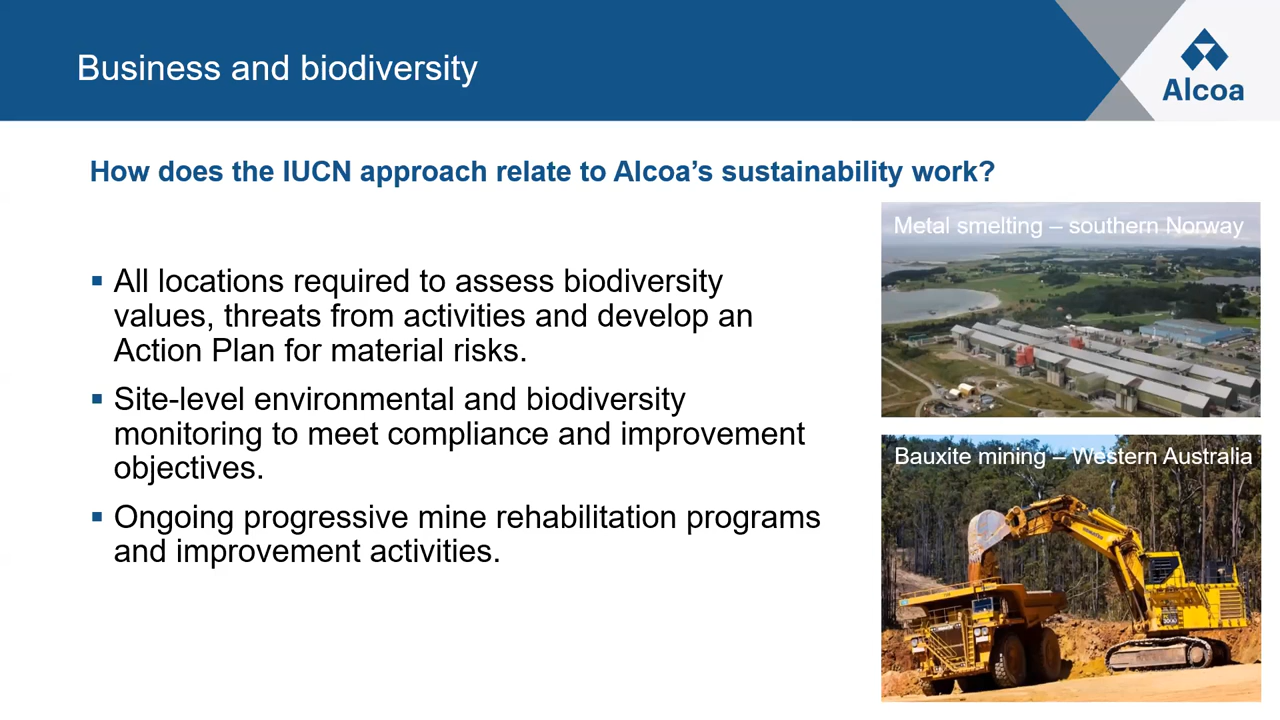 Business and biodiversity
Alcoa
How does the IUCN approach relate to Alcoa’s sustainability work?
▪ All locations required to assess biodiversity
values, threats from activities and develop an
Action Plan for material risks.
▪ Site-level environmental and biodiversity
monitoring to meet compliance and improvement
objectives.
▪ Ongoing progressive mine rehabilitation programs
and improvement activities.
Metal smelting – southern Norway
Bauxite mining – Western Australia